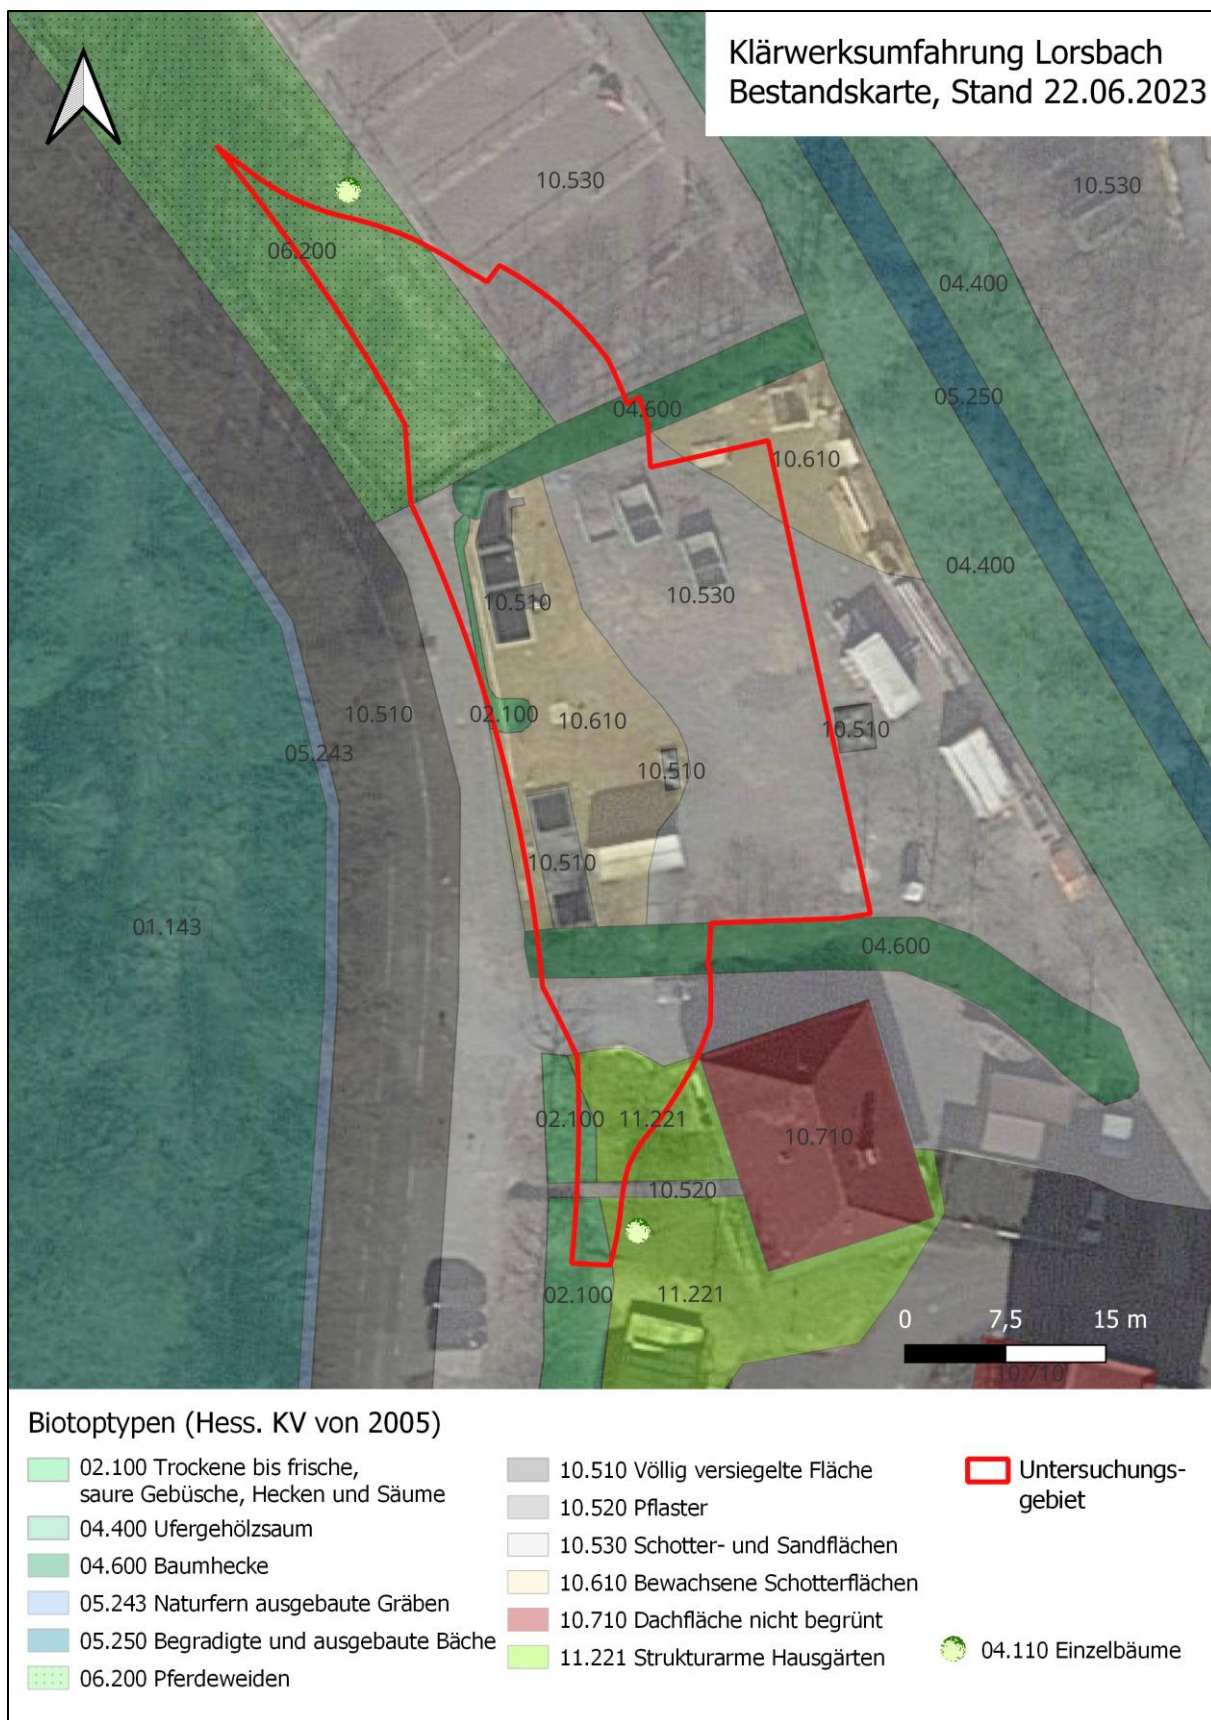 Klärwerksumfahrung Lorsbach
Bestandskarte, Stand 22.06.2023
10.530
10.530
06.200
04.400
05.250
04.600
10.610
04.400
10.510
10.530
10.510
02.100
10.610
10.510
05.243
10.510
10.510
01.143
04.600
02.100
11.221
10.710
10.520
02.100
11.221
0 7,5 15 m
10.710
Biotoptypen (Hess. KV von 2005)
02.100 Trockene bis frische,
saure Gebüsche, Hecken und Säume
04.400 Ufergehölzsaum
04.600 Baumhecke
05.243 Naturfern ausgebaute Gräben
05.250 Begradigte und ausgebaute Bäche
06.200 Pferdeweiden
10.510 Völlig versiegelte Fläche
10.520 Pflaster
10.530 Schotter- und Sandflächen
10.610 Bewachsene Schotterflächen
10.710 Dachfläche nicht begrünt
11.221 Strukturarme Hausgärten
Untersuchungs-
gebiet
04.110 Einzelbäume